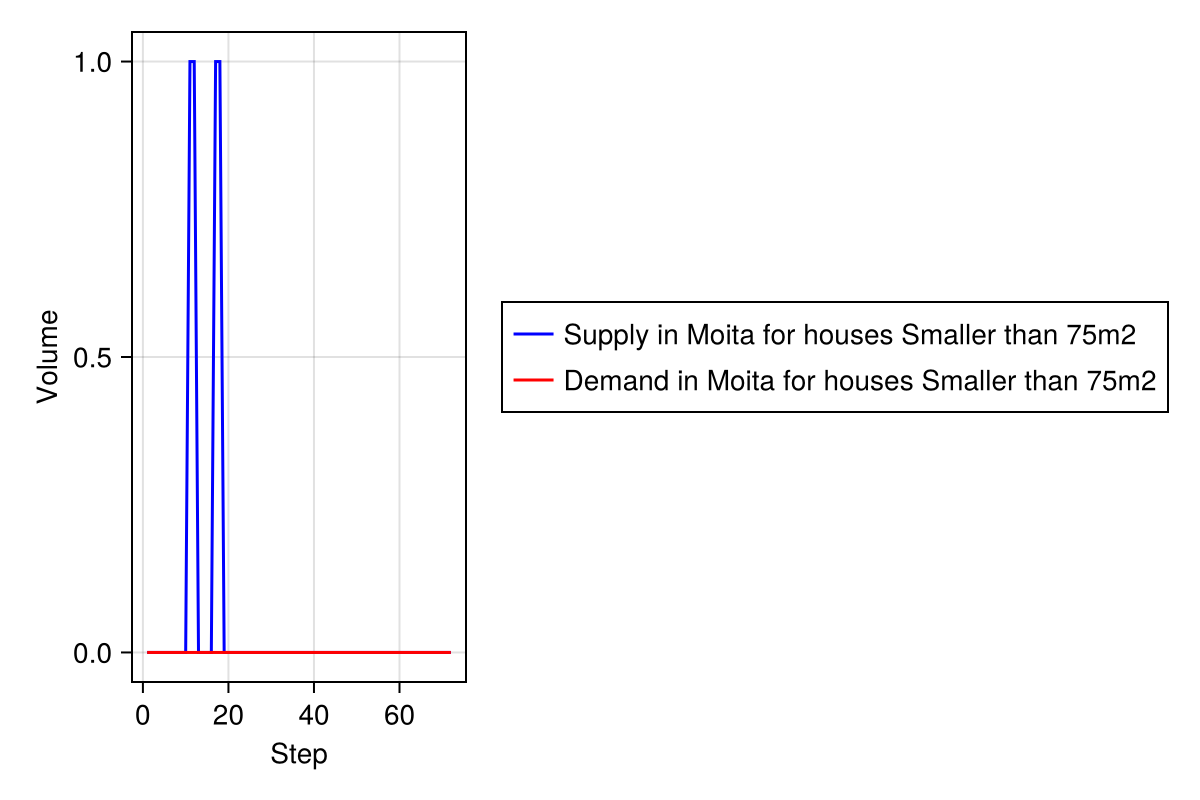 1.0
0.5
0.0
Volume
0 20 40 60
Step
Supply in Moita for houses Smaller than 75m2
Demand in Moita for houses Smaller than 75m2